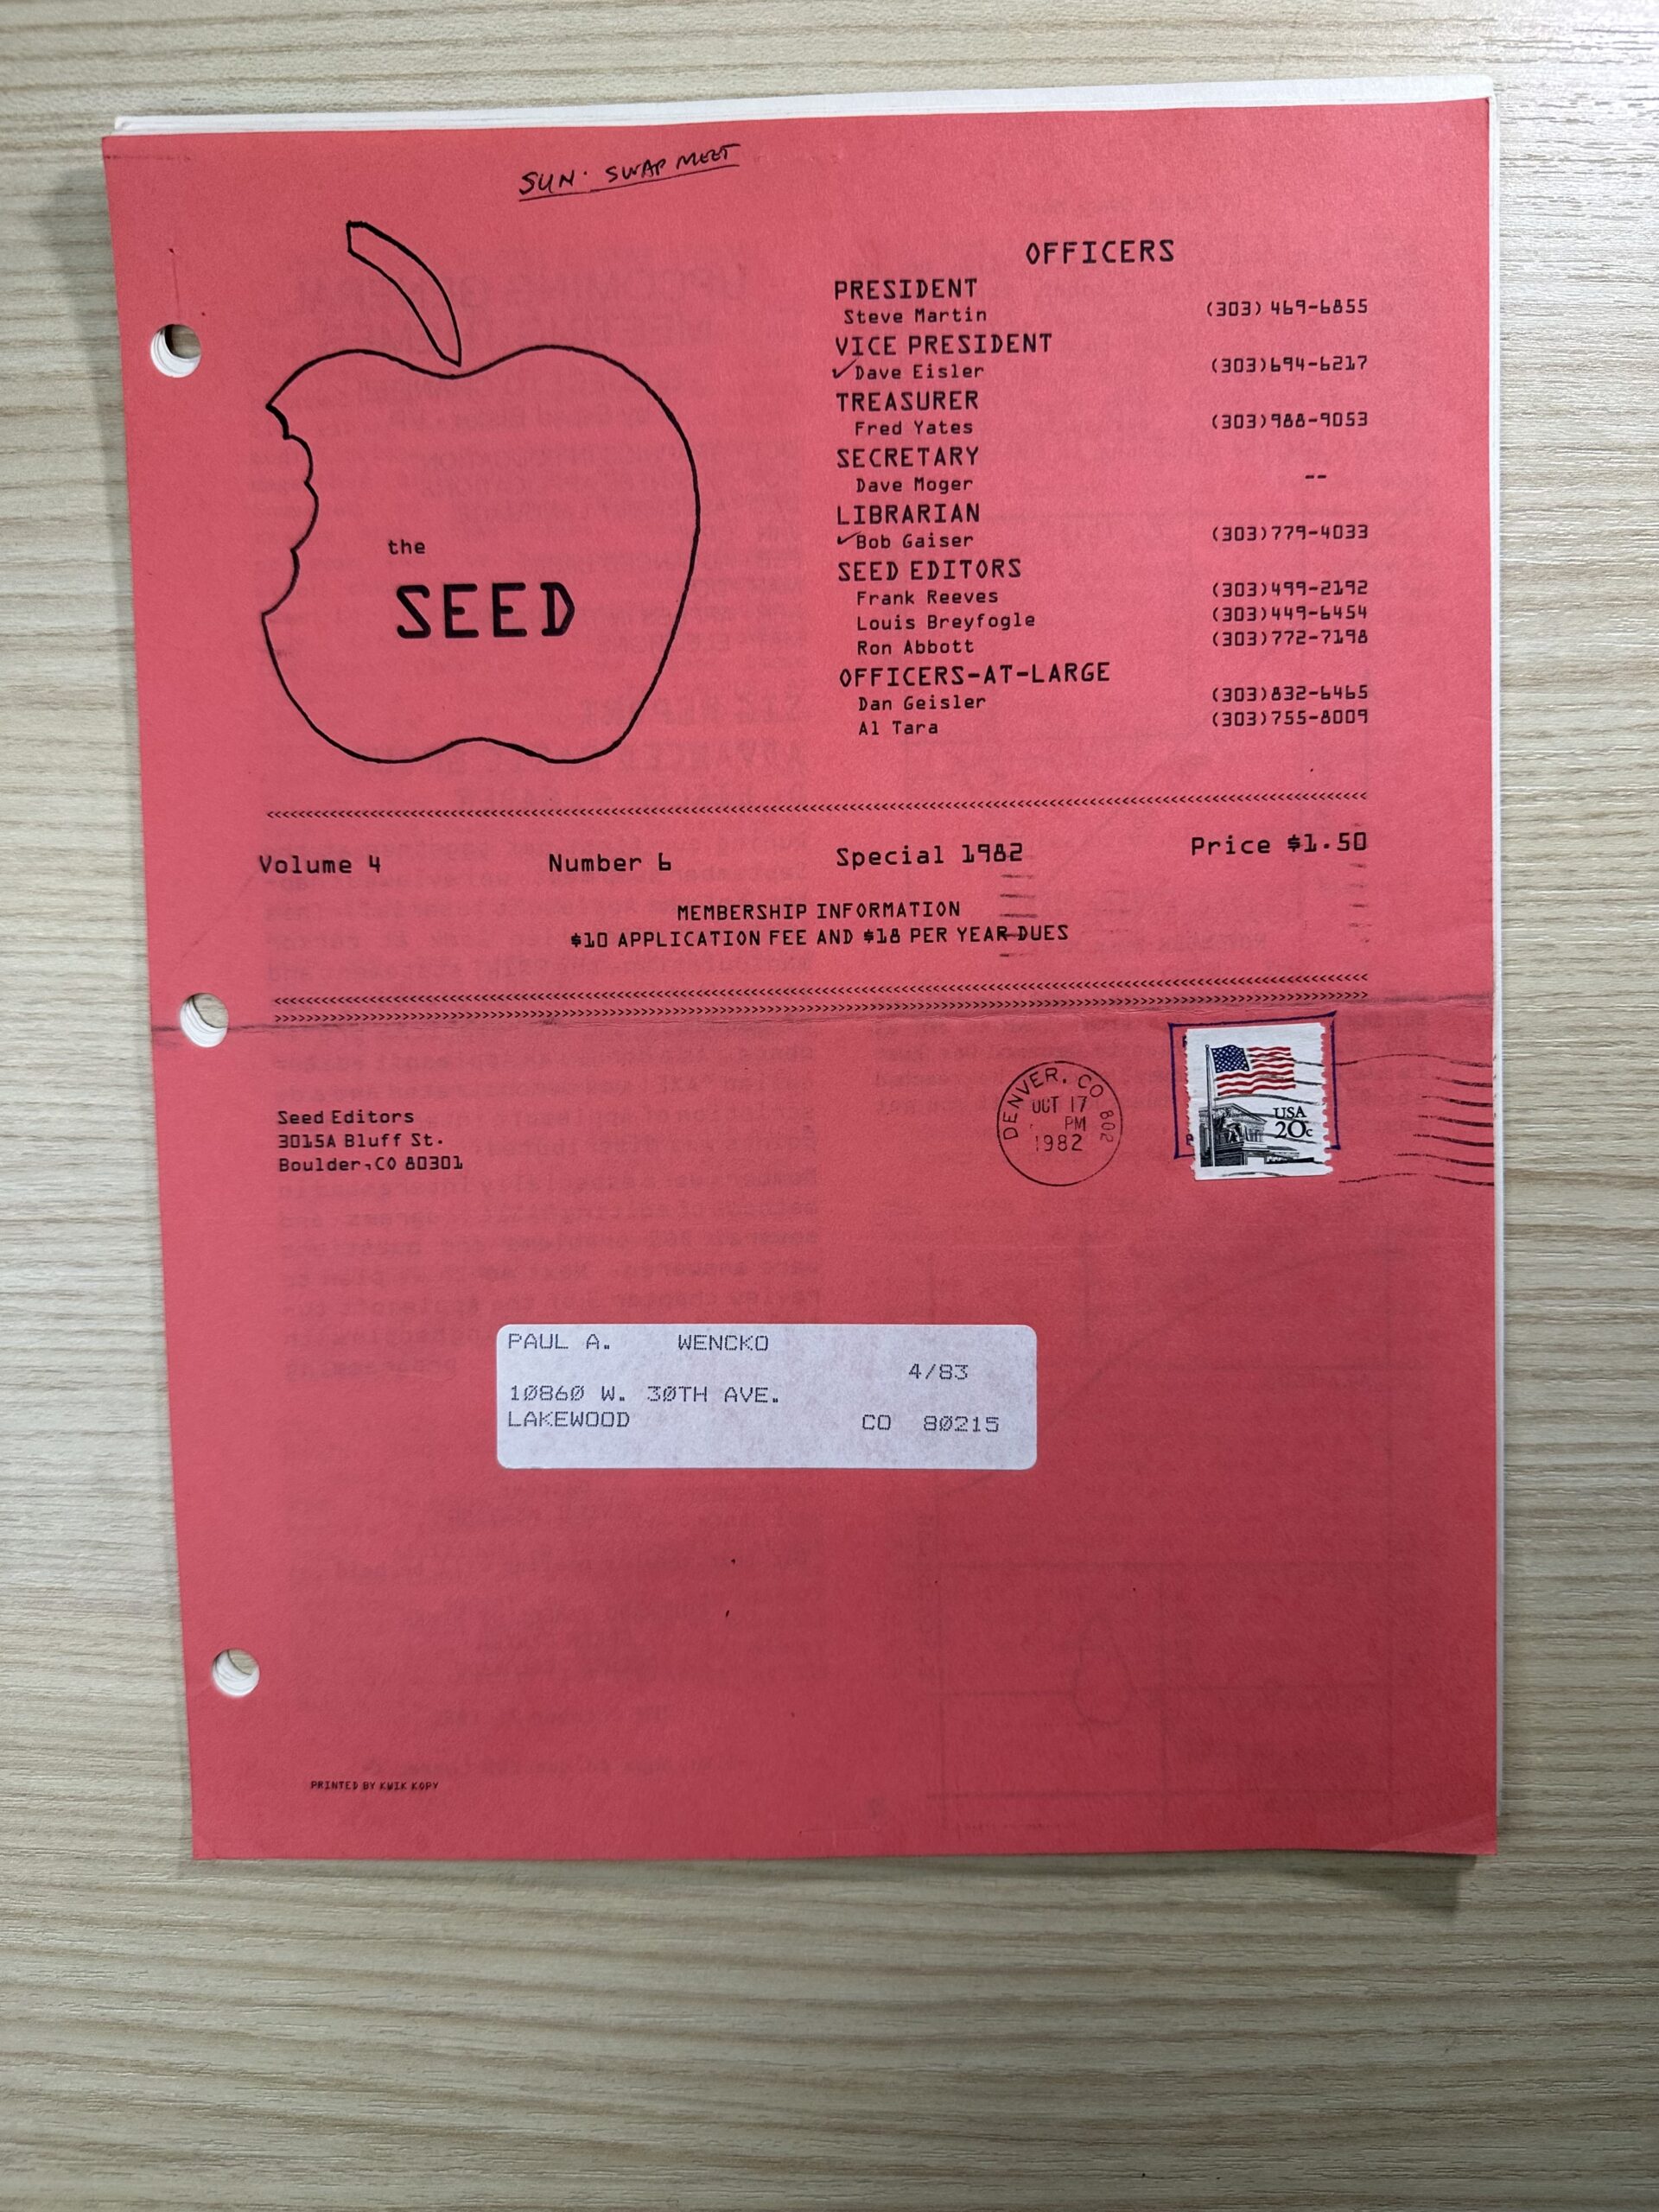 SUN. SWAP MEET
the
SEED
OFFICERS
PRESIDENT
Steve Martin (303) 469-6855
VICE PRESIDENT
✓Dave Eisler (303)694-6217
TREASURER
Fred Yates (303)988-9053
SECRETARY
Dave Moger --
LIBRARIAN
✓Bob Gaiser (303)779-4033
SEED EDITORS
Frank Reeves (303)499-2192
Louis Breyfogle (303)449-6454
Ron Abbott (303)772-7198
OFFICERS-AT-LARGE
Dan Geisler (303)832-6465
Al Tara (303)755-8009
Volume 4 Number 6 Special 1982 Price $1.50
MEMBERSHIP INFORMATION
$10 APPLICATION FEE AND $18 PER YEAR DUES
Seed Editors
3015A Bluff St.
Boulder,CO 80301
DENVER, CO 802
OCT 17
PM
1982
USA
20c
PAUL A. WENCKO
4/83
10860 W. 30TH AVE.
LAKEWOOD CO 80215
PRINTED BY KWIK KOPY